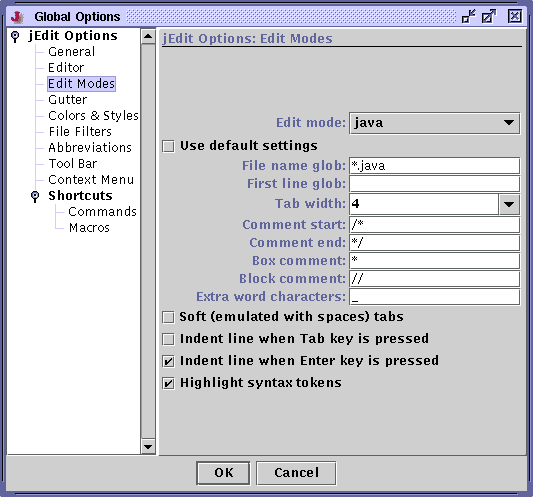 Global Options
jEdit Options
General
Editor
Edit Modes
Gutter
Colors & Styles
File Filters
Abbreviations
Tool Bar
Context Menu
Shortcuts
Commands
Macros
jEdit Options: Edit Modes
Edit mode: java
Use default settings
File name glob: *.java
First line glob:
Tab width: 4
Comment start: /*
Comment end: */
Box comment: *
Block comment: //
Extra word characters: _
Soft (emulated with spaces) tabs
Indent line when Tab key is pressed
Indent line when Enter key is pressed
Highlight syntax tokens
OK Cancel